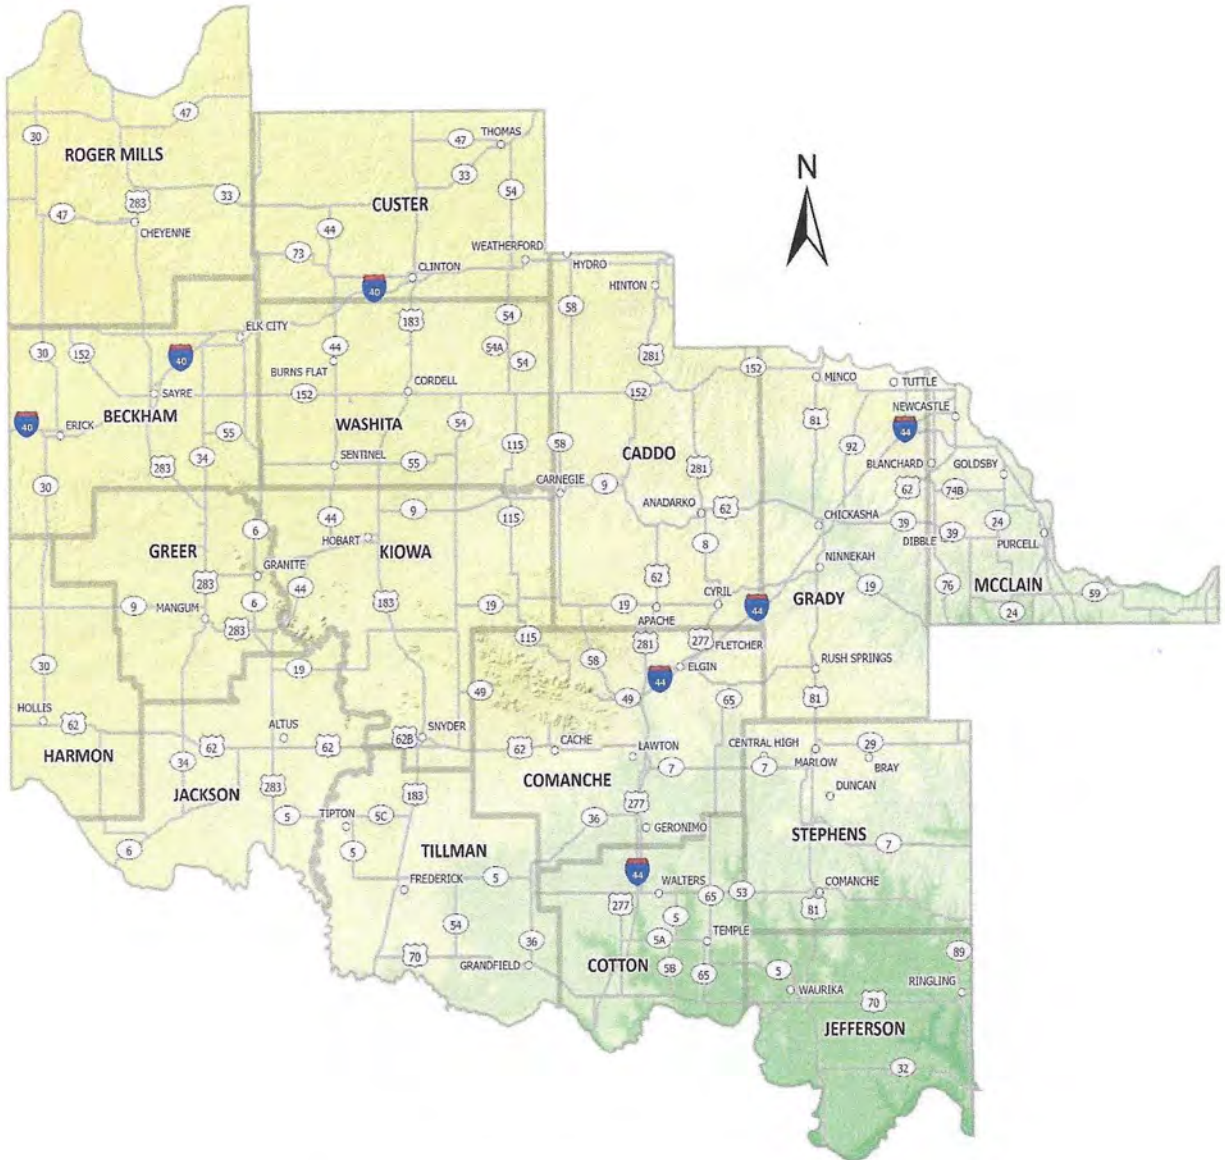 47
30
THOMAS
47
ROGER MILLS
33
N
33
283
54
CUSTER
47
CHEYENNE
44
WEATHERFORD
73
HYDRO
CLINTON
40
HINTON
58
54
183
ELK CITY
30
152
40
44
54A
54
281
BURNS FLAT
152
MINCO
TUTTLE
SAYRE
152
CORDELL
152
BECKHAM
NEWCASTLE
40
ERICK
WASHITA
54
81
44
55
115
58
92
34
CADDO
283
SENTINEL
55
281
BLANCHARD
GOLDSBY
30
CARNEGIE
9
62
74B
44
9
115
ANADARKO
62
CHICKASHA
39
24
6
HOBART
39
DIBBLE
PURCELL
GREER
KIOWA
8
NINNEKAH
GRANITE
283
44
62
19
76
MCCLAIN
59
9
MANGUM
6
183
19
19
CYRIL
44
GRADY
24
283
APACHE
115
281
277
FLETCHER
30
19
58
ELGIN
RUSH SPRINGS
44
49
49
65
81
HOLLIS
62
ALTUS
SNYDER
62
62
62B
62
CACHE
LAWTON
CENTRAL HIGH
29
HARMON
34
7
7
MARLOW
BRAY
COMANCHE
JACKSON
283
183
DUNCAN
277
5
TIPTON
5C
36
GERONIMO
STEPHENS
6
5
TILLMAN
7
44
FREDERICK
5
WALTERS
65
53
COMANCHE
277
81
54
5
5A
TEMPLE
36
70
GRANDFIELD
COTTON
5B
65
5
89
WAURIKA
RINGLING
70
JEFFERSON
32